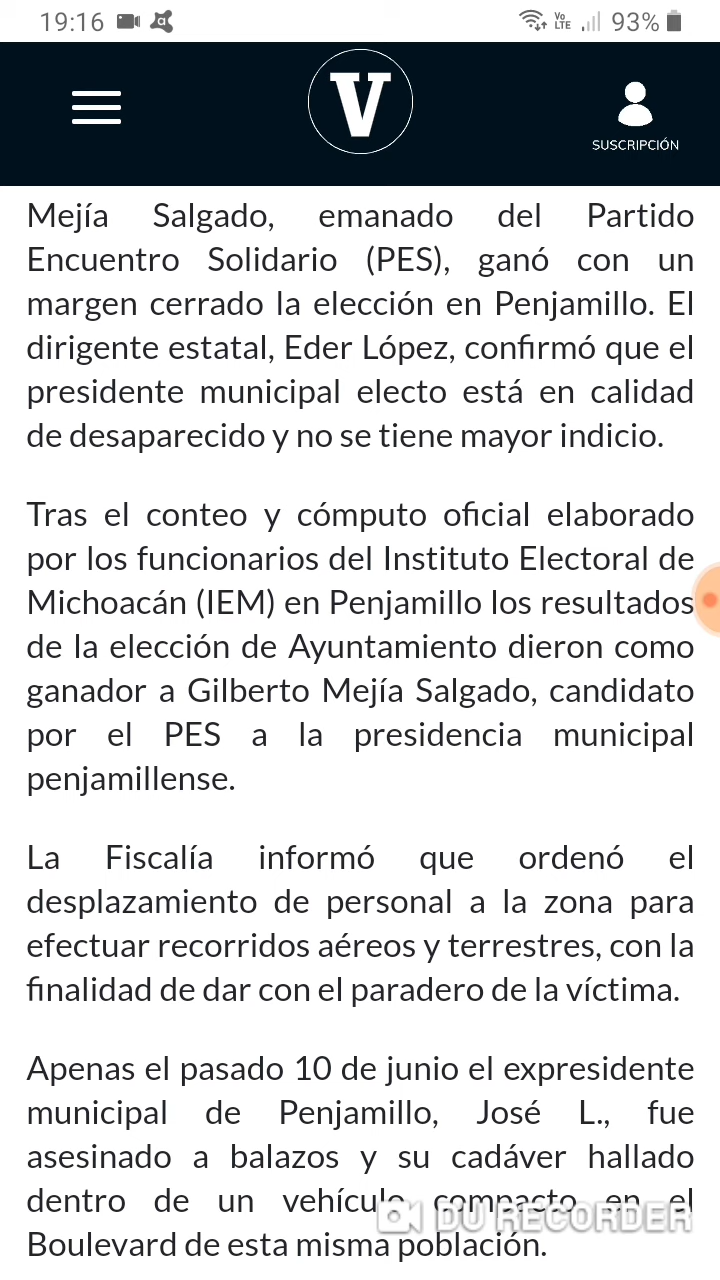 19:16 Vo LTE 93%
V
SUSCRIPCIÓN
Mejía Salgado, emanado del Partido
Encuentro Solidario (PES), ganó con un
margen cerrado la elección en Penjamillo. El
dirigente estatal, Eder López, confirmó que el
presidente municipal electo está en calidad
de desaparecido y no se tiene mayor indicio.
Tras el conteo y cómputo oficial elaborado
por los funcionarios del Instituto Electoral de
Michoacán (IEM) en Penjamillo los resultados
de la elección de Ayuntamiento dieron como
ganador a Gilberto Mejía Salgado, candidato
por el PES a la presidencia municipal
penjamillense.
La Fiscalía informó que ordenó el
desplazamiento de personal a la zona para
efectuar recorridos aéreos y terrestres, con la
finalidad de dar con el paradero de la víctima.
Apenas el pasado 10 de junio el expresidente
municipal de Penjamillo, José L., fue
asesinado a balazos y su cadáver hallado
dentro de un vehículo compacto en el
DU RECORDER
Boulevard de esta misma población.